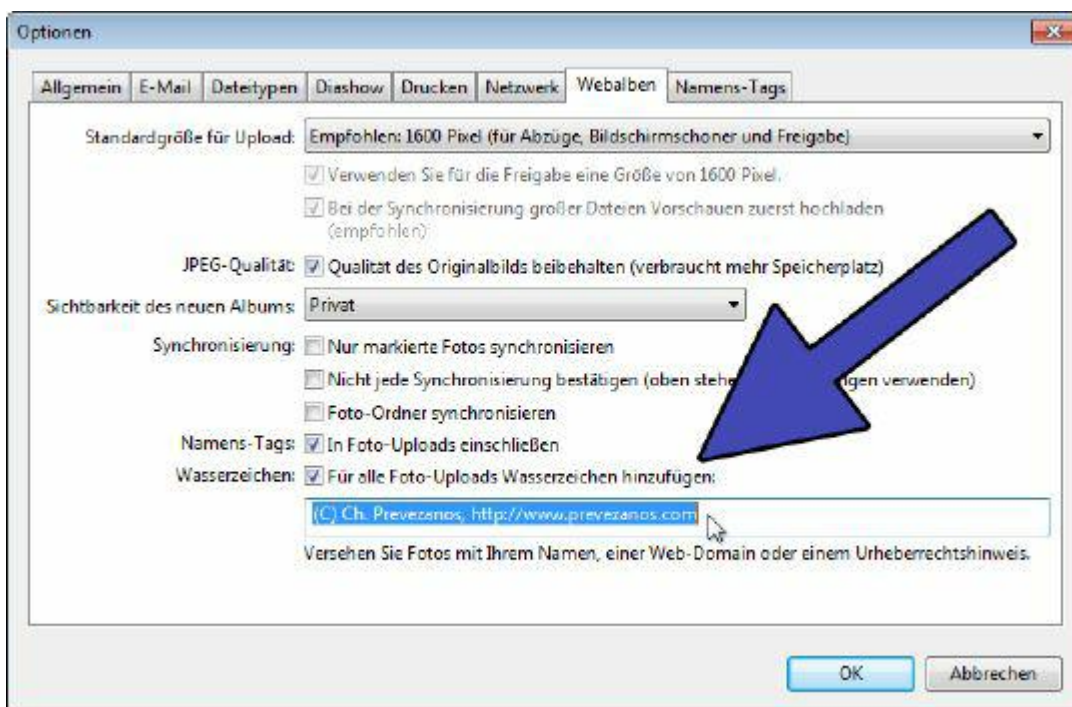 Optionen
Allgemein E-Mail Dateitypen Diashow Drucken Netzwerk Webalben Namens-Tags
Standardgröße für Upload: Empfohlen: 1600 Pixel (für Abzüge, Bildschirmschoner und Freigabe)
Verwenden Sie für die Freigabe eine Größe von 1600 Pixel.
Bei der Synchronisierung großer Dateien Vorschauen zuerst hochladen
(empfohlen)
JPEG-Qualität: Qualität des Originalbilds beibehalten (verbraucht mehr Speicherplatz)
Sichtbarkeit des neuen Albums: Privat
Synchronisierung: Nur markierte Fotos synchronisieren
Nicht jede Synchronisierung bestätigen (oben verwenden)
Foto-Ordner synchronisieren
Namens-Tags: In Foto-Uploads einschließen
Wasserzeichen: Für alle Foto-Uploads Wasserzeichen hinzufügen:
(C) Ch. Prevezanos, http://www.prevezanos.com
Versehen Sie Fotos mit Ihrem Namen, einer Web-Domain oder einem Urheberrechtshinweis.
OK Abbrechen